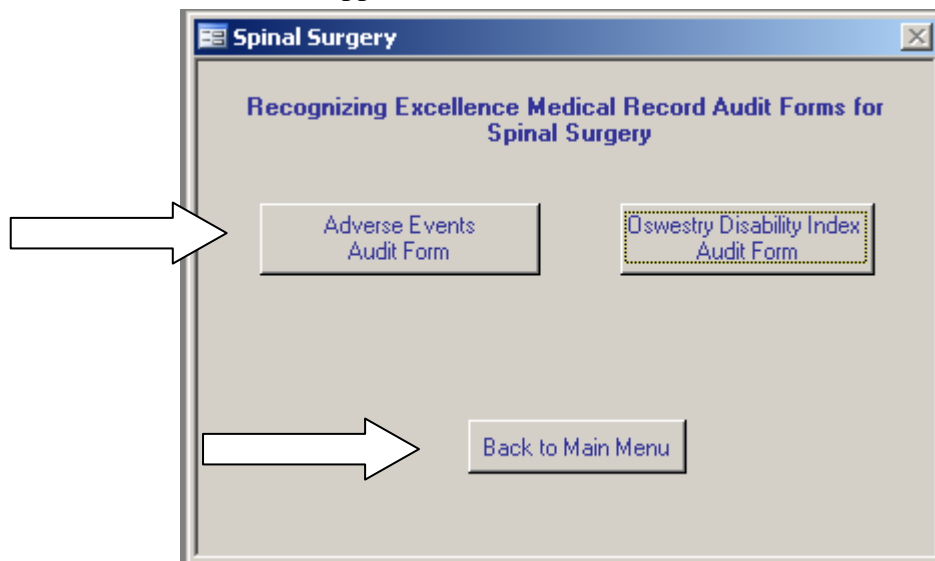 Spinal Surgery
Recognizing Excellence Medical Record Audit Forms for
Spinal Surgery
Adverse Events
Audit Form
Oswestry Disability Index
Audit Form
Back to Main Menu